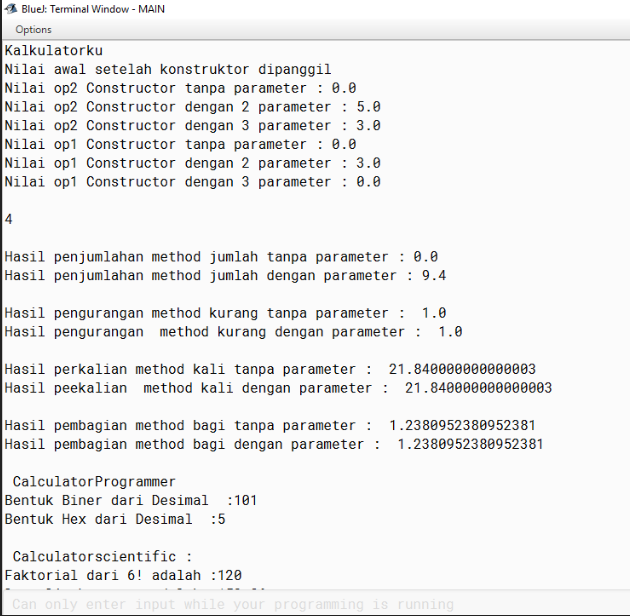 BlueJ: Terminal Window - MAIN
Options
Kalkulatorku
Nilai awal setelah konstruktor dipanggil
Nilai op2 Constructor tanpa parameter : 0.0
Nilai op2 Constructor dengan 2 parameter : 5.0
Nilai op2 Constructor dengan 3 parameter : 3.0
Nilai op1 Constructor tanpa parameter : 0.0
Nilai op1 Constructor dengan 2 parameter : 3.0
Nilai op1 Constructor dengan 3 parameter : 0.0
4
Hasil penjumlahan method jumlah tanpa parameter : 0.0
Hasil penjumlahan method jumlah dengan parameter : 9.4
Hasil pengurangan method kurang tanpa parameter :  1.0
Hasil pengurangan  method kurang dengan parameter :  1.0
Hasil perkalian method kali tanpa parameter :  21.840000000000003
Hasil peekalian  method kali dengan parameter :  21.840000000000003
Hasil pembagian method bagi tanpa parameter :  1.2380952380952381
Hasil pembagian method bagi dengan parameter :  1.2380952380952381
CalculatorProgrammer
Bentuk Biner dari Desimal  :101
Bentuk Hex dari Desimal  :5
Calculatorscientific :
Faktorial dari 6! adalah :120
Can only enter input while your programming is running